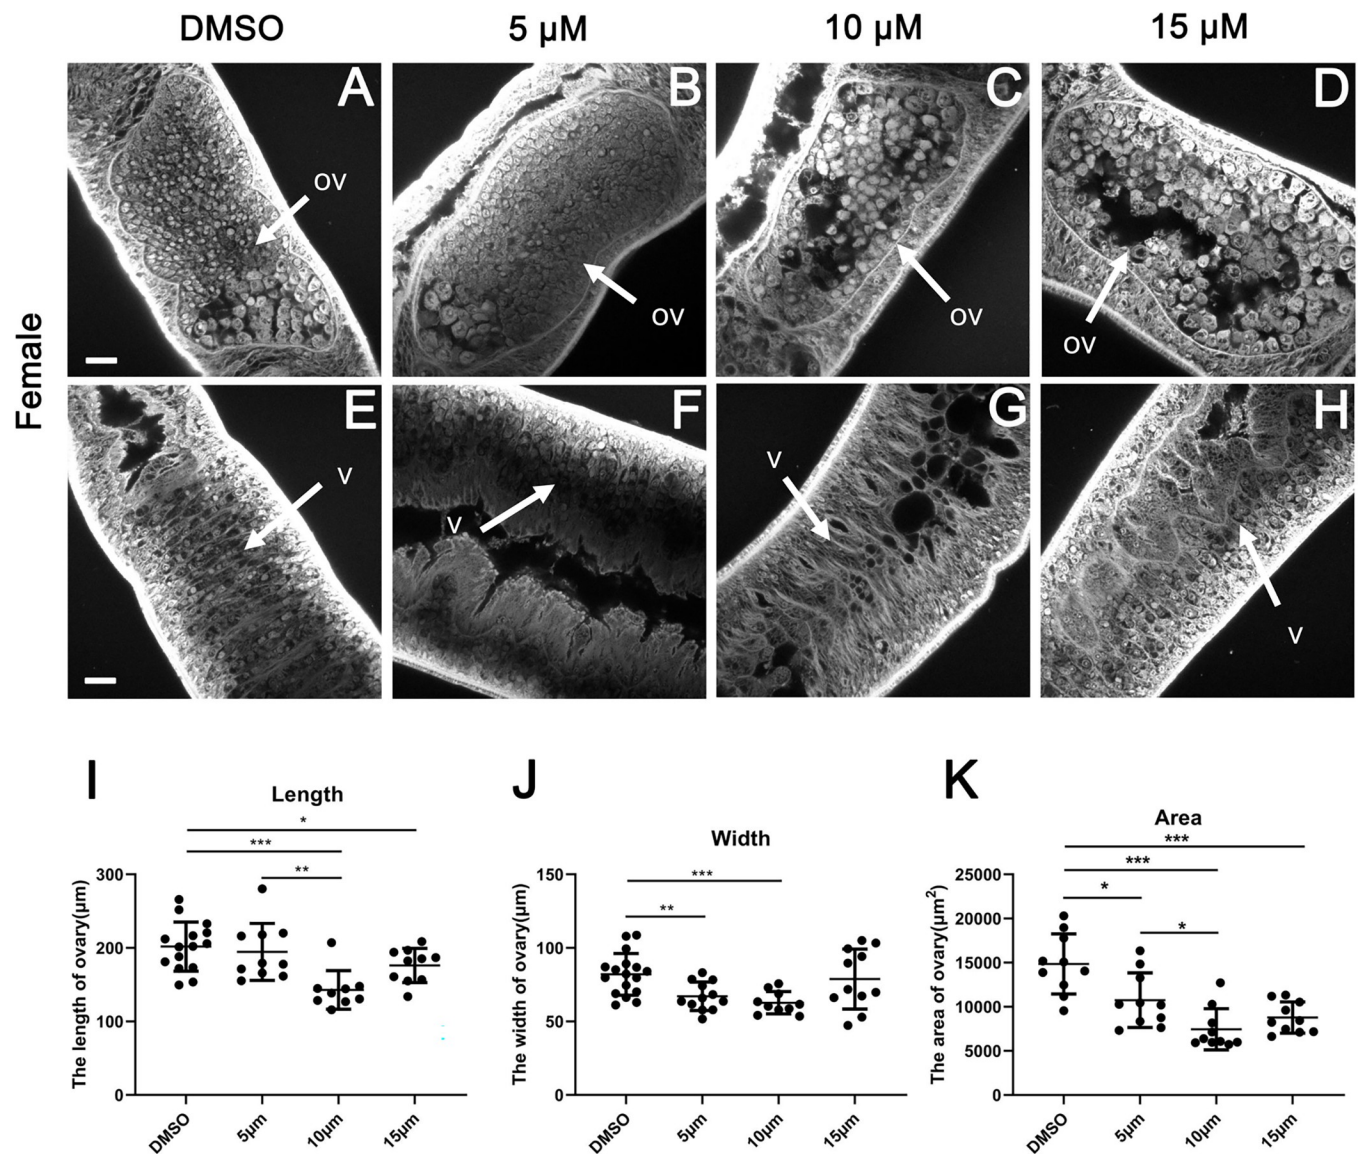 DMSO 5 µM 10 µM 15 µM
Female
A B C D
ov ov ov ov
E F G H
v v v v
I J K
Length
Width
Area
* *** **
*** **
*** *** * *
The length of ovary(µm)
300
200
100
0
DMSO 5µm 10µm 15µm
The width of ovary(µm)
150
100
50
0
DMSO 5µm 10µm 15µm
The area of ovary(µm²)
25000
20000
15000
10000
5000
0
DMSO 5µm 10µm 15µm